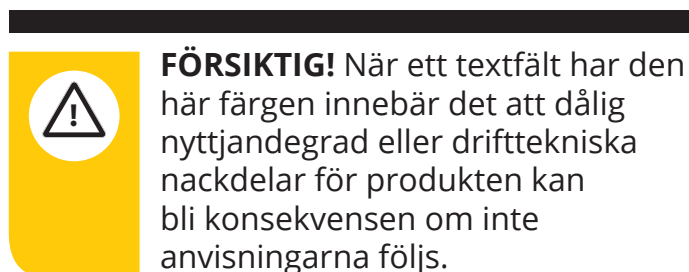 FÖRSIKTIG! När ett textfält har den
här färgen innebär det att dålig
nyttjandegrad eller drifttekniska
nackdelar för produkten kan
bli konsekvensen om inte
anvisningarna följs.